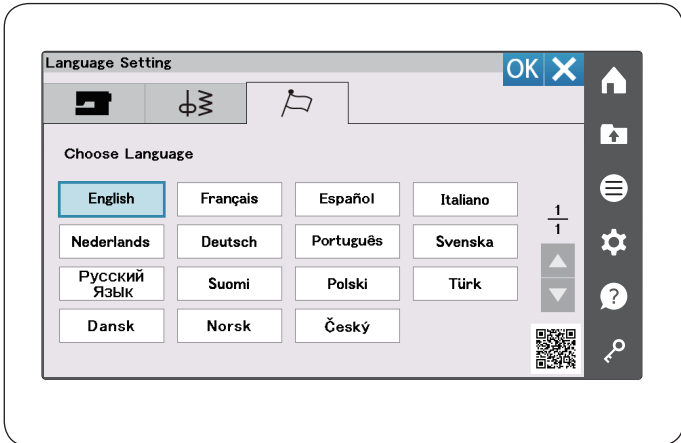 Language Setting
OK
Choose Language
English
Français
Español
Italiano
Nederlands
Deutsch
Português
Svenska
Русский
Язык
Suomi
Polski
Türk
Dansk
Norsk
Český
1
1
?